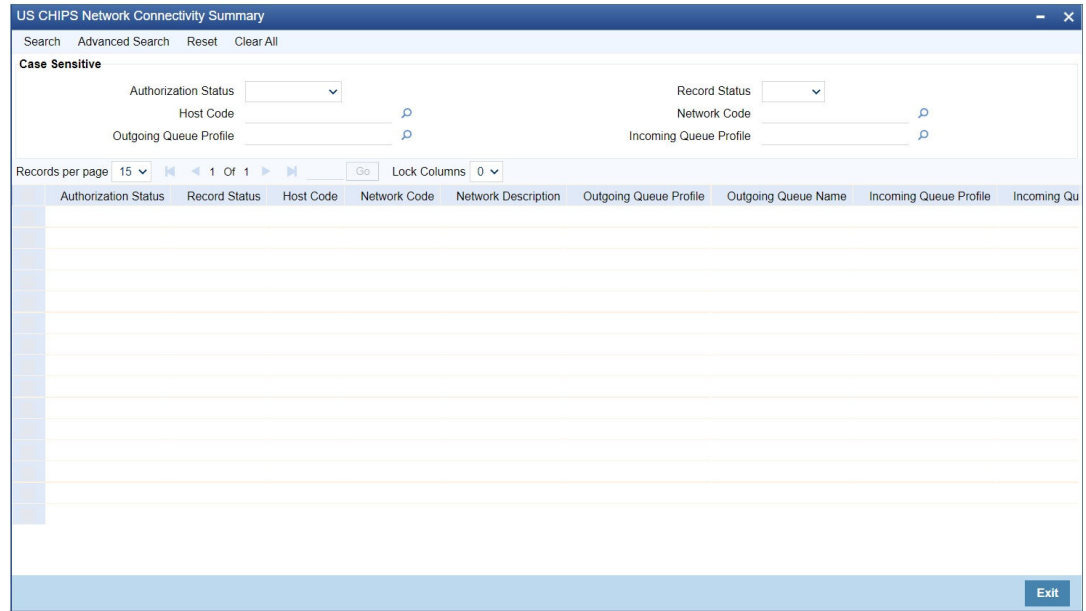 US CHIPS Network Connectivity Summary
Search Advanced Search Reset Clear All
Case Sensitive
Authorization Status Record Status
Host Code Network Code
Outgoing Queue Profile Incoming Queue Profile
Records per page 15 1 Of 1 Go Lock Columns 0
Authorization Status Record Status Host Code Network Code Network Description Outgoing Queue Profile Outgoing Queue Name Incoming Queue Profile Incoming Qu
Exit